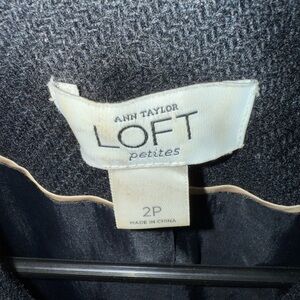 ANN TAYLOR
LOFT
petites
2P
MADE IN CHINA